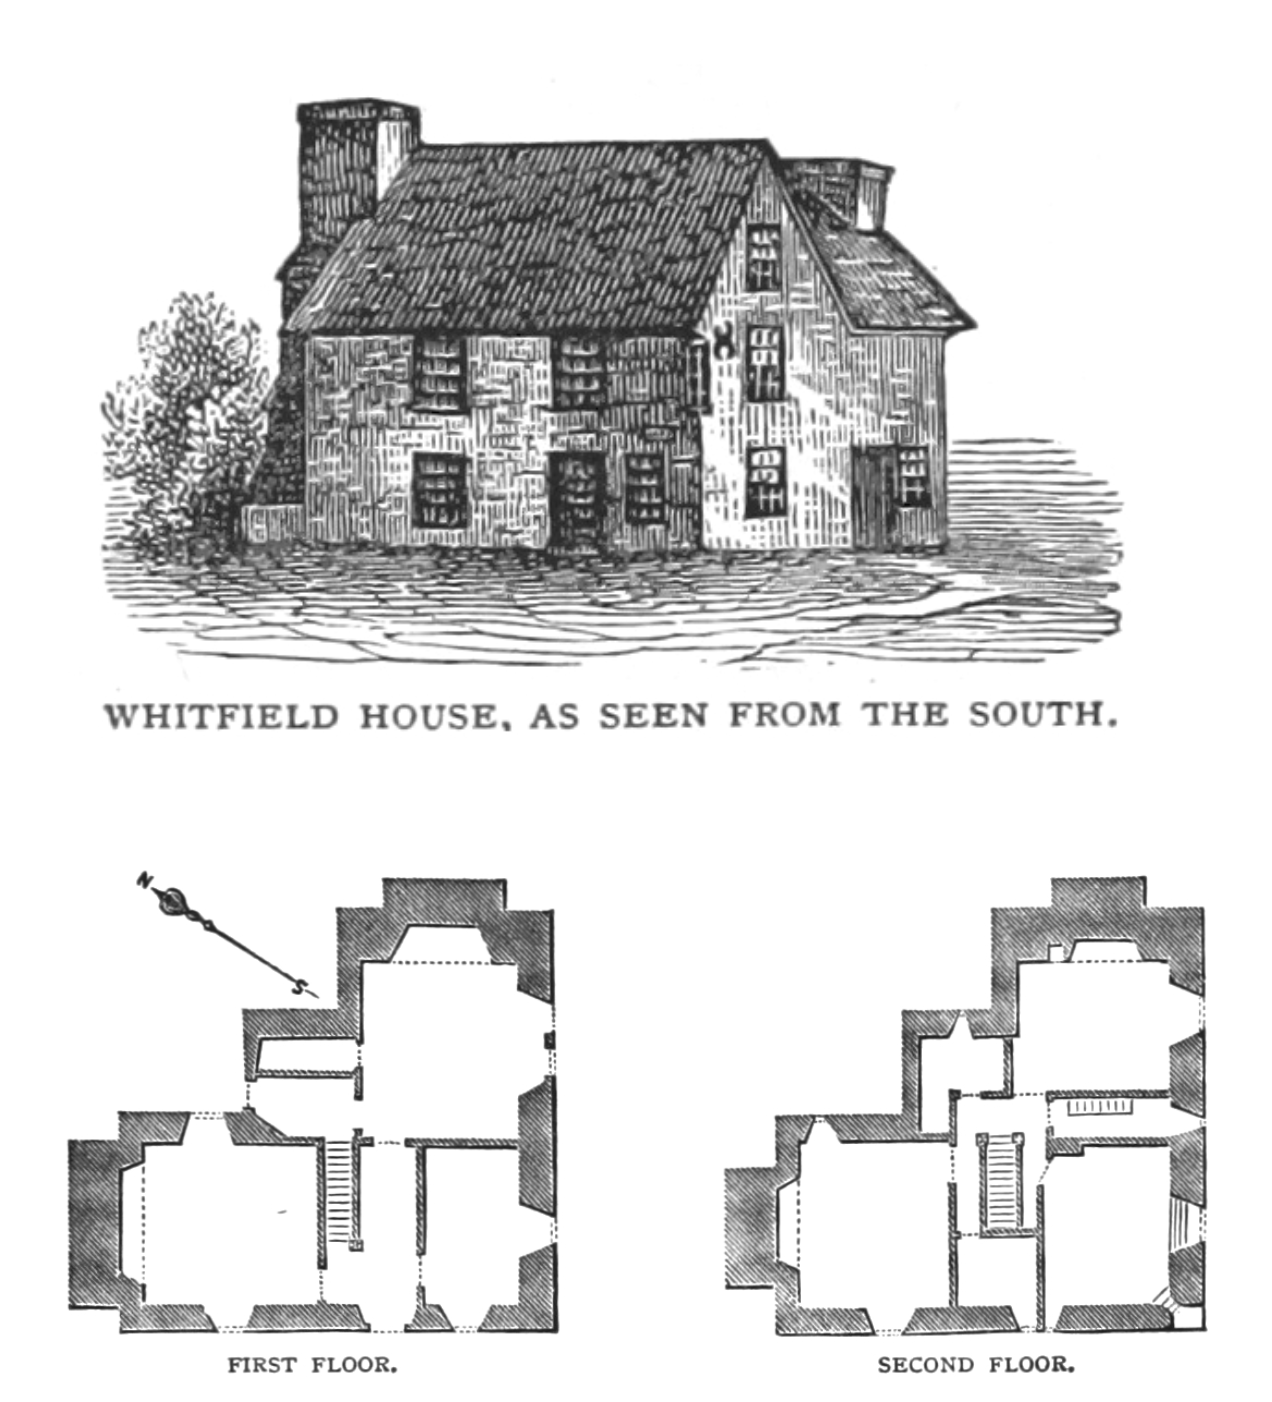 WHITFIELD HOUSE, AS SEEN FROM THE SOUTH.
N
S
FIRST FLOOR.
SECOND FLOOR.